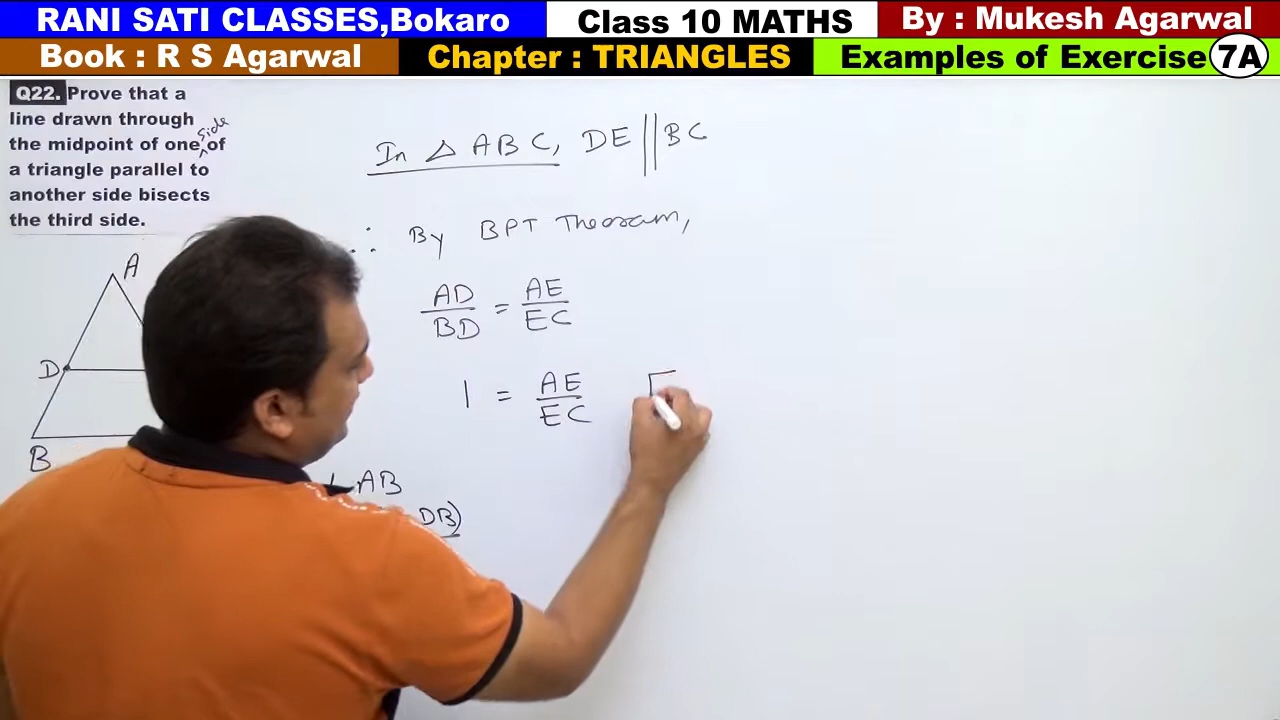 RANI SATI CLASSES,Bokaro
Class 10 MATHS
By : Mukesh Agarwal
Book : R S Agarwal
Chapter : TRIANGLES
Examples of Exercise 7A
Q22. Prove that a
line drawn through
the midpoint of one side of
a triangle parallel to
another side bisects
the third side.
In △ ABC, DE || BC
∴ By BPT Theoram,
AD/BD = AE/EC
1 = AE/EC
A
D
B
AB
DB)